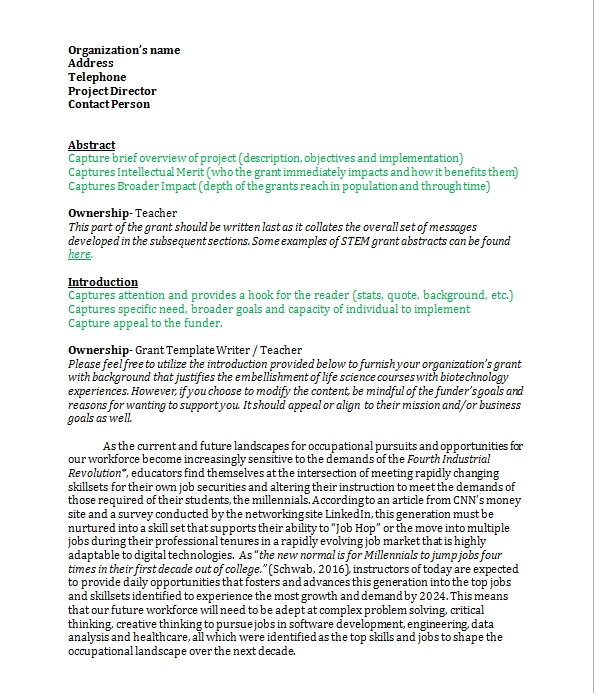 Organization's name
Address
Telephone
Project Director
Contact Person
Abstract
Capture brief overview of project (description, objectives and implementation)
Captures Intellectual Merit (who the grant immediately impacts and how it benefits them)
Captures Broader Impact (depth of the grants reach in population and through time)
Ownership- Teacher
This part of the grant should be written last as it collates the overall set of messages
developed in the subsequent sections. Some examples of STEM grant abstracts can be found
here.
Introduction
Captures attention and provides a hook for the reader (stats, quote, background, etc.)
Captures specific need, broader goals and capacity of individual to implement
Capture appeal to the funder.
Ownership- Grant Template Writer / Teacher
Please feel free to utilize the introduction provided below to furnish your organization's grant
with background that justifies the embellishment of life science courses with biotechnology
experiences. However, if you choose to modify the content, be mindful of the funder's goals and
reasons for wanting to support you. It should appeal or align to their mission and/or business
goals as well.
As the current and future landscapes for occupational pursuits and opportunities for
our workforce become increasingly sensitive to the demands of the Fourth Industrial
Revolution*, educators find themselves at the intersection of meeting rapidly changing
skillsets for their own job securities and altering their instruction to meet the demands of
those required of their students, the millennials. According to an article from CNN's money
site and a survey conducted by the networking site LinkedIn, this generation must be
nurtured into a skill set that supports their ability to "Job Hop" or the move into multiple
jobs during their professional tenures in a rapidly evolving job market that is highly
adaptable to digital technologies. As "the new normal is for Millennials to jump jobs four
times in their first decade out of college." (Schwab, 2016), instructors of today are expected
to provide daily opportunities that fosters and advances this generation into the top jobs
and skillsets identified to experience the most growth and demand by 2024. This means
that our future workforce will need to be adept at complex problem solving, critical
thinking, creative thinking to pursue jobs in software development, engineering, data
analysis and healthcare, all which were identified as the top skills and jobs to shape the
occupational landscape over the next decade.